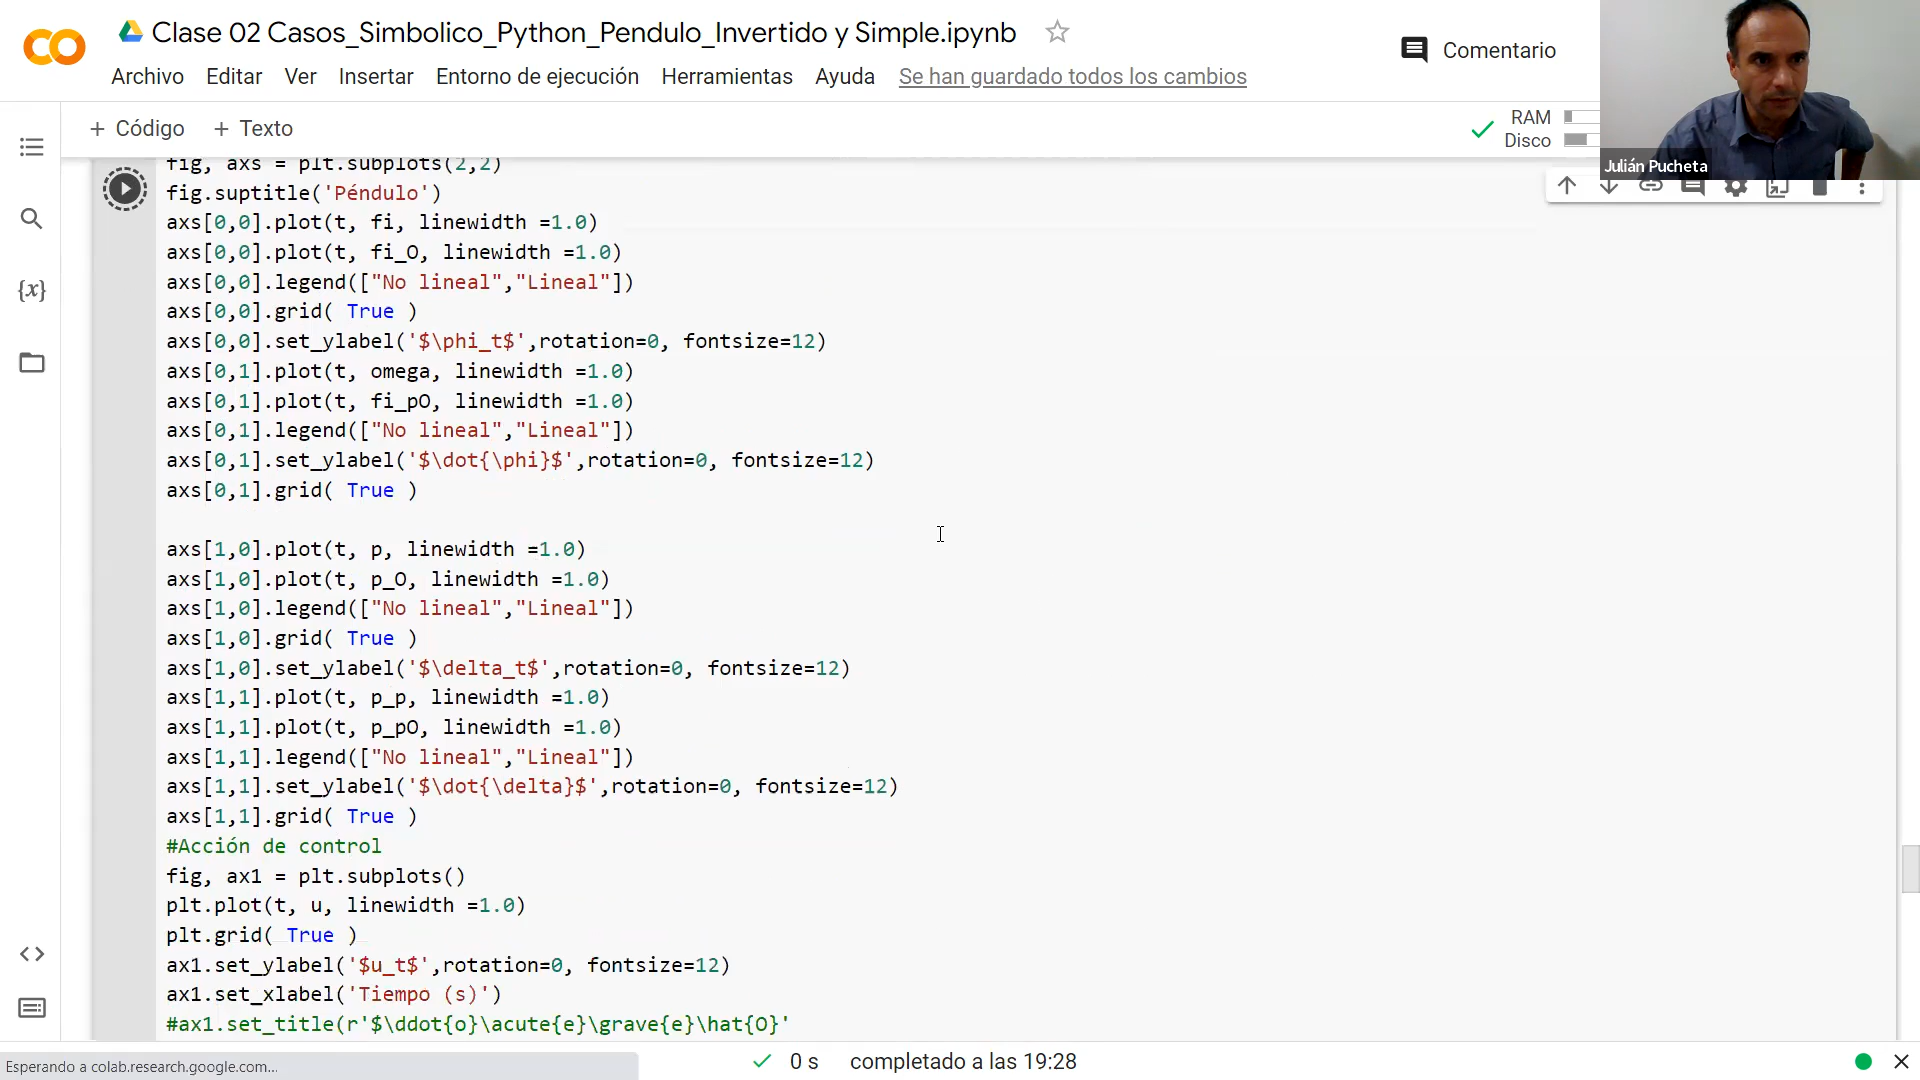 Clase 02 Casos_Simbolico_Python_Pendulo_Invertido y Simple.ipynb
Comentario
Archivo Editar Ver Insertar Entorno de ejecución Herramientas Ayuda Se han guardado todos los cambios
+ Código + Texto
RAM
Disco
Julián Pucheta
fig, axs = plt.subplots(2,2)
fig.suptitle('Péndulo')
axs[0,0].plot(t, fi, linewidth =1.0)
axs[0,0].plot(t, fi_O, linewidth =1.0)
axs[0,0].legend(["No lineal","Lineal"])
axs[0,0].grid( True )
axs[0,0].set_ylabel('$\phi_t$',rotation=0, fontsize=12)
axs[0,1].plot(t, omega, linewidth =1.0)
axs[0,1].plot(t, fi_pO, linewidth =1.0)
axs[0,1].legend(["No lineal","Lineal"])
axs[0,1].set_ylabel('$\dot{\phi}$',rotation=0, fontsize=12)
axs[0,1].grid( True )
axs[1,0].plot(t, p, linewidth =1.0)
axs[1,0].plot(t, p_O, linewidth =1.0)
axs[1,0].legend(["No lineal","Lineal"])
axs[1,0].grid( True )
axs[1,0].set_ylabel('$\delta_t$',rotation=0, fontsize=12)
axs[1,1].plot(t, p_p, linewidth =1.0)
axs[1,1].plot(t, p_pO, linewidth =1.0)
axs[1,1].legend(["No lineal","Lineal"])
axs[1,1].set_ylabel('$\dot{\delta}$',rotation=0, fontsize=12)
axs[1,1].grid( True )
#Acción de control
fig, ax1 = plt.subplots()
plt.plot(t, u, linewidth =1.0)
plt.grid( True )
ax1.set_ylabel('$u_t$',rotation=0, fontsize=12)
ax1.set_xlabel('Tiempo (s)')
#ax1.set_title(r'$\ddot{o}\acute{e}\grave{e}\hat{O}'
Esperando a colab.research.google.com...
0 s completado a las 19:28